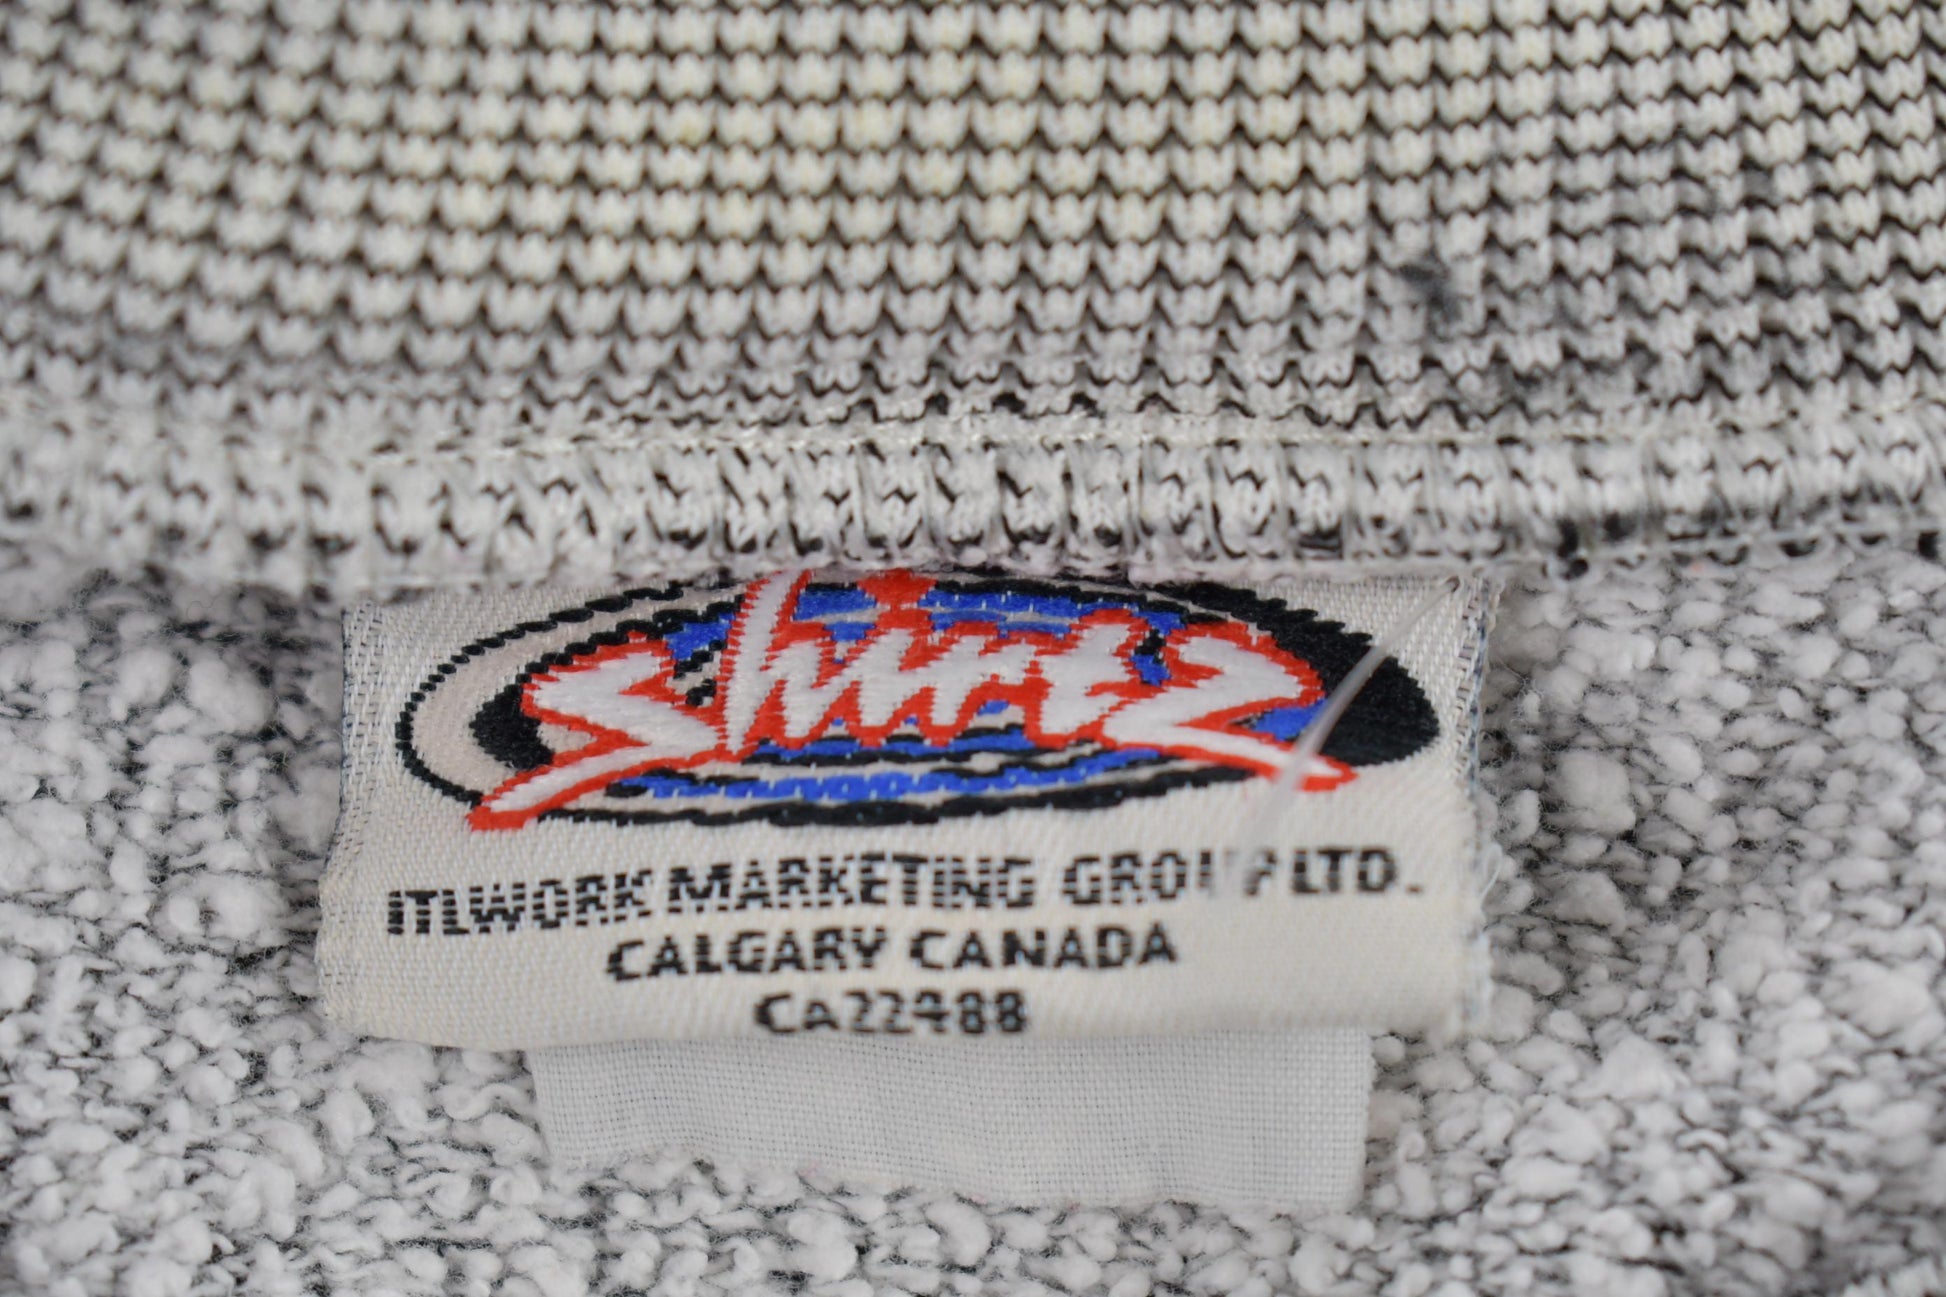 Shirtz
ITLWORK MARKETING GROUP LTD.
CALGARY CANADA
CA22488